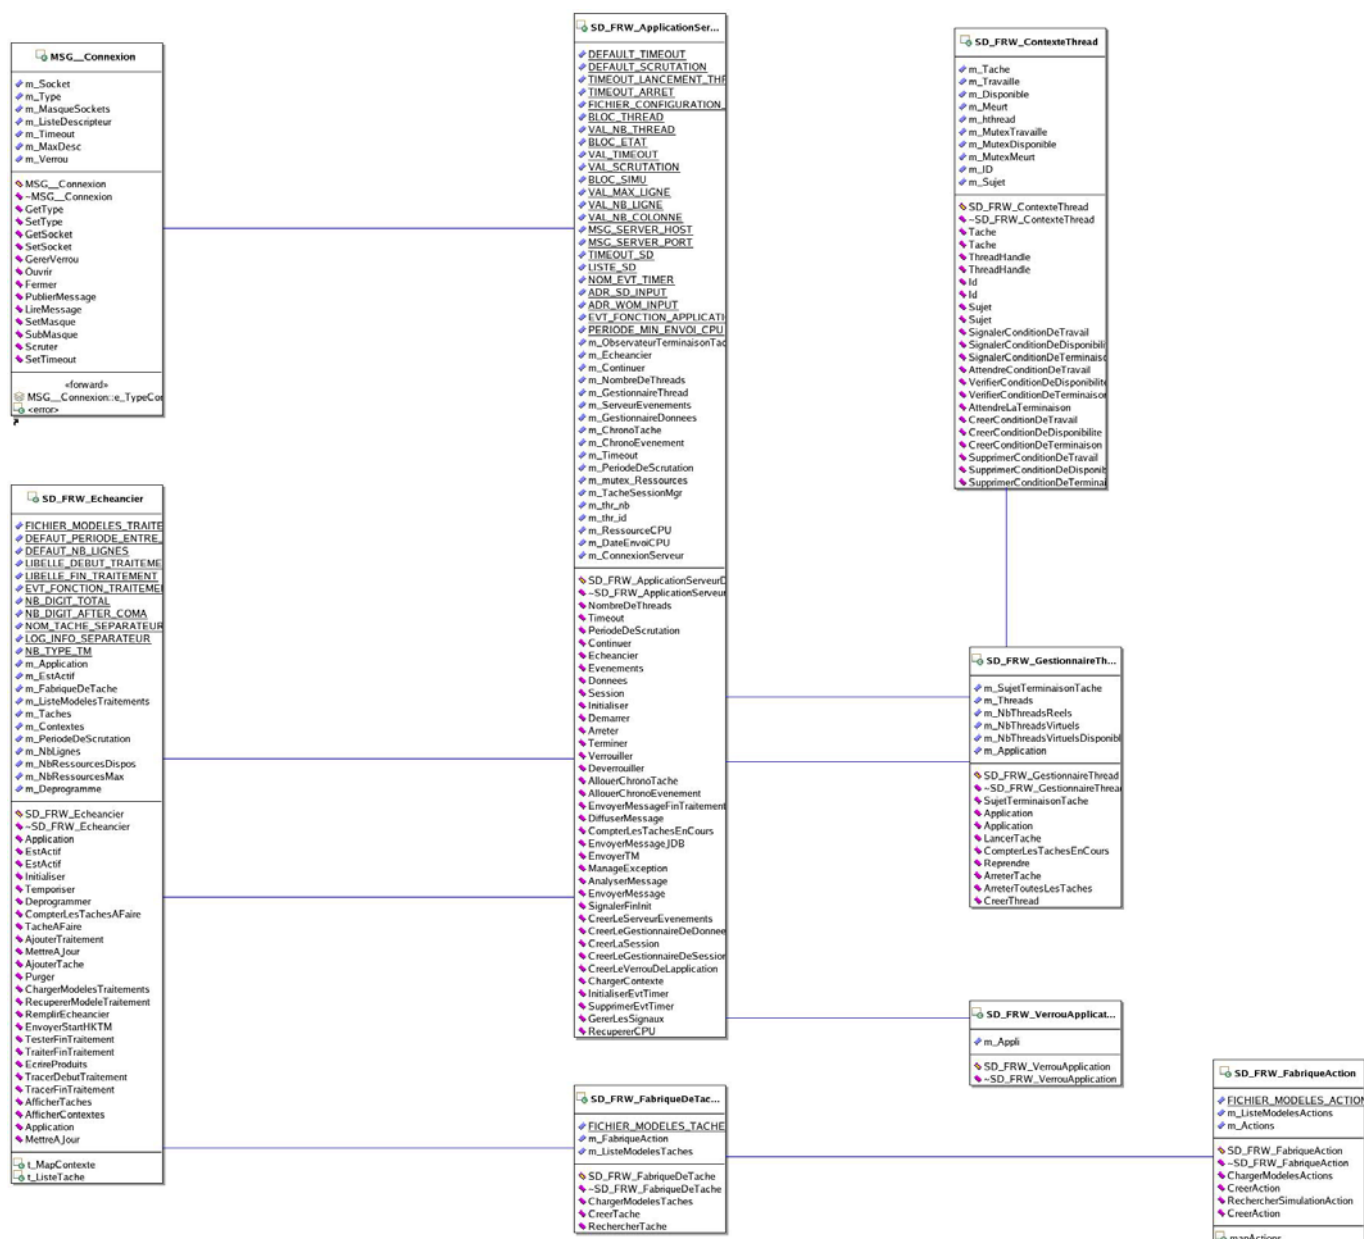 MSG__Connexion
m_Socket
m_Type
m_MasqueSockets
m_ListeDescripteur
m_Timeout
m_MaxDesc
m_Verrou
MSG__Connexion
~MSG__Connexion
GetType
SetType
GetSocket
SetSocket
GererVerrou
Ouvrir
Fermer
PublierMessage
LireMessage
SetMasque
SubMasque
Scruter
SetTimeout
«forward»
MSG__Connexion::e_TypeCor
<error>
SD_FRW_Echeancier
FICHIER_MODELES_TRAITE
DEFAUT_PERIODE_ENTRE_
DEFAUT_NB_LIGNES
LIBELLE_DEBUT_TRAITEME
LIBELLE_FIN_TRAITEMENT
EVT_FONCTION_TRAITEME
NB_DIGIT_TOTAL
NB_DIGIT_AFTER_COMA
NOM_TACHE_SEPARATEUR
LOG_INFO_SEPARATEUR
NB_TYPE_TM
m_Application
m_EstActif
m_FabriqueDeTache
m_ListeModelesTraitements
m_Taches
m_Contextes
m_PeriodeDeScrutation
m_NbLignes
m_NbRessourcesDispos
m_NbRessourcesMax
m_Deprogramme
SD_FRW_Echeancier
~SD_FRW_Echeancier
Application
EstActif
EstActif
Initialiser
Temporiser
Deprogrammer
CompterLesTachesAFaire
TacheAFaire
AjouterTraitement
MettreAJour
AjouterTache
Purger
ChargerModelesTraitements
RecupererModeleTraitement
RemplirEcheancier
EnvoyerStartHKTM
TesterFinTraitement
TraiterFinTraitement
EcrireProduits
TracerDebutTraitement
TracerFinTraitement
AfficherTaches
AfficherContextes
Application
MettreAJour
t_MapContexte
t_ListeTache
SD_FRW_ApplicationSer...
DEFAULT_TIMEOUT
DEFAULT_SCRUTATION
TIMEOUT_LANCEMENT_THR
TIMEOUT_ARRET
FICHIER_CONFIGURATION_
BLOC_THREAD
VAL_NB_THREAD
BLOC_ETAT
VAL_TIMEOUT
VAL_SCRUTATION
BLOC_SIMU
VAL_MAX_LIGNE
VAL_NB_LIGNE
VAL_NB_COLONNE
MSG_SERVER_HOST
MSG_SERVER_PORT
TIMEOUT_SD
LISTE_SD
NOM_EVT_TIMER
ADR_SD_INPUT
ADR_WOM_INPUT
EVT_FONCTION_APPLICATI
PERIODE_MIN_ENVOI_CPU
m_ObservateurTerminaisonTac
m_Echeancier
m_Continuer
m_NombreDeThreads
m_GestionnaireThread
m_ServeurEvenements
m_GestionnaireDonnees
m_ChronoTache
m_ChronoEvenement
m_Timeout
m_PeriodeDeScrutation
m_mutex_Ressources
m_TacheSessionMgr
m_thr_nb
m_thr_id
m_RessourceCPU
m_DateEnvoiCPU
m_ConnexionServeur
SD_FRW_ApplicationServeurD
~SD_FRW_ApplicationServeur
NombreDeThreads
Timeout
PeriodeDeScrutation
Continuer
Echeancier
Evenements
Donnees
Session
Initialiser
Demarrer
Arreter
Terminer
Verrouiller
Deverrouiller
AllouerChronoTache
AllouerChronoEvenement
EnvoyerMessageFinTraitement
DiffuserMessage
CompterLesTachesEnCours
EnvoyerMessageJDB
EnvoyerTM
ManageException
AnalyserMessage
EnvoyerMessage
SignalerFinInit
CreerLeServeurEvenements
CreerLeGestionnaireDeDonnee
CreerLaSession
CreerLeGestionnaireDeSession
CreerLeVerrouDeLapplication
ChargerContexte
InitialiserEvtTimer
SupprimerEvtTimer
GererLesSignaux
RecupererCPU
SD_FRW_FabriqueDeTac...
FICHIER_MODELES_TACHE
m_FabriqueAction
m_ListeModelesTaches
SD_FRW_FabriqueDeTache
~SD_FRW_FabriqueDeTache
ChargerModelesTaches
CreerTache
RechercherTache
SD_FRW_ContexteThread
m_Tache
m_Travaille
m_Disponible
m_Meurt
m_hthread
m_MutexTravaille
m_MutexDisponible
m_MutexMeurt
m_ID
m_Sujet
SD_FRW_ContexteThread
~SD_FRW_ContexteThread
Tache
Tache
ThreadHandle
ThreadHandle
Id
Id
Sujet
Sujet
SignalerConditionDeTravail
SignalerConditionDeDisponibili
SignalerConditionDeTerminaiso
AttendreConditionDeTravail
VerifierConditionDeDisponibilite
VerifierConditionDeTerminaison
AttendreLaTerminaison
CreerConditionDeTravail
CreerConditionDeDisponibilite
CreerConditionDeTerminaison
SupprimerConditionDeTravail
SupprimerConditionDeDisponib
SupprimerConditionDeTerminai
SD_FRW_GestionnaireTh...
m_SujetTerminaisonTache
m_Threads
m_NbThreadsReels
m_NbThreadsVirtuels
m_NbThreadsVirtuelsDisponibl
m_Application
SD_FRW_GestionnaireThread
~SD_FRW_GestionnaireThread
SujetTerminaisonTache
Application
Application
LancerTache
CompterLesTachesEnCours
Reprendre
ArreterTache
ArreterToutesLesTaches
CreerThread
SD_FRW_VerrouApplicat...
m_Appli
SD_FRW_VerrouApplication
~SD_FRW_VerrouApplication
SD_FRW_FabriqueAction
FICHIER_MODELES_ACTION
m_ListeModelesActions
m_Actions
SD_FRW_FabriqueAction
~SD_FRW_FabriqueAction
ChargerModelesActions
CreerAction
RechercherSimulationAction
CreerAction
mapActions